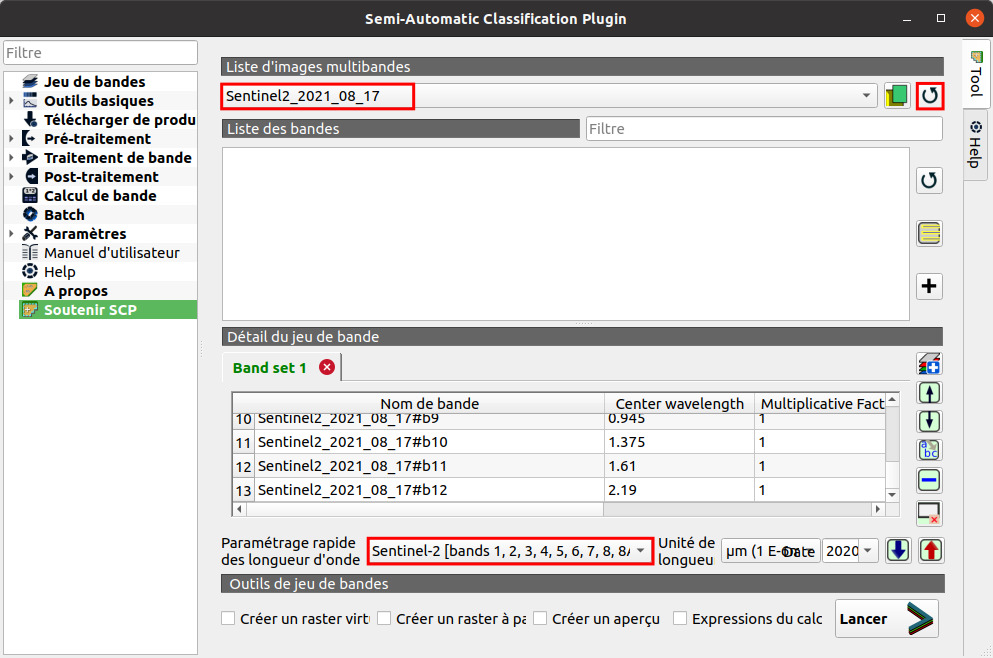 Semi-Automatic Classification Plugin
Filtre
Jeu de bandes
Outils basiques
Télécharger de produ
Pré-traitement
Traitement de bande
Post-traitement
Calcul de bande
Batch
Paramètres
Manuel d'utilisateur
Help
A propos
Soutenir SCP
Liste d'images multibandes
Sentinel2_2021_08_17
Liste des bandes
Filtre
Détail du jeu de bande
Band set 1
Nom de bande Center wavelength Multiplicative Fact
10 Sentinel2_2021_08_17#b9 0.945 1
11 Sentinel2_2021_08_17#b10 1.375 1
12 Sentinel2_2021_08_17#b11 1.61 1
13 Sentinel2_2021_08_17#b12 2.19 1
abc
Paramétrage rapide
des longueur d'onde
Sentinel-2 [bands 1, 2, 3, 4, 5, 6, 7, 8, 8A
Unité de
longueu
µm (1 E-6m
Date
2020
Outils de jeu de bandes
Créer un raster virtu
Créer un raster à pa
Créer un aperçu
Expressions du calc
Lancer
Tool
Help